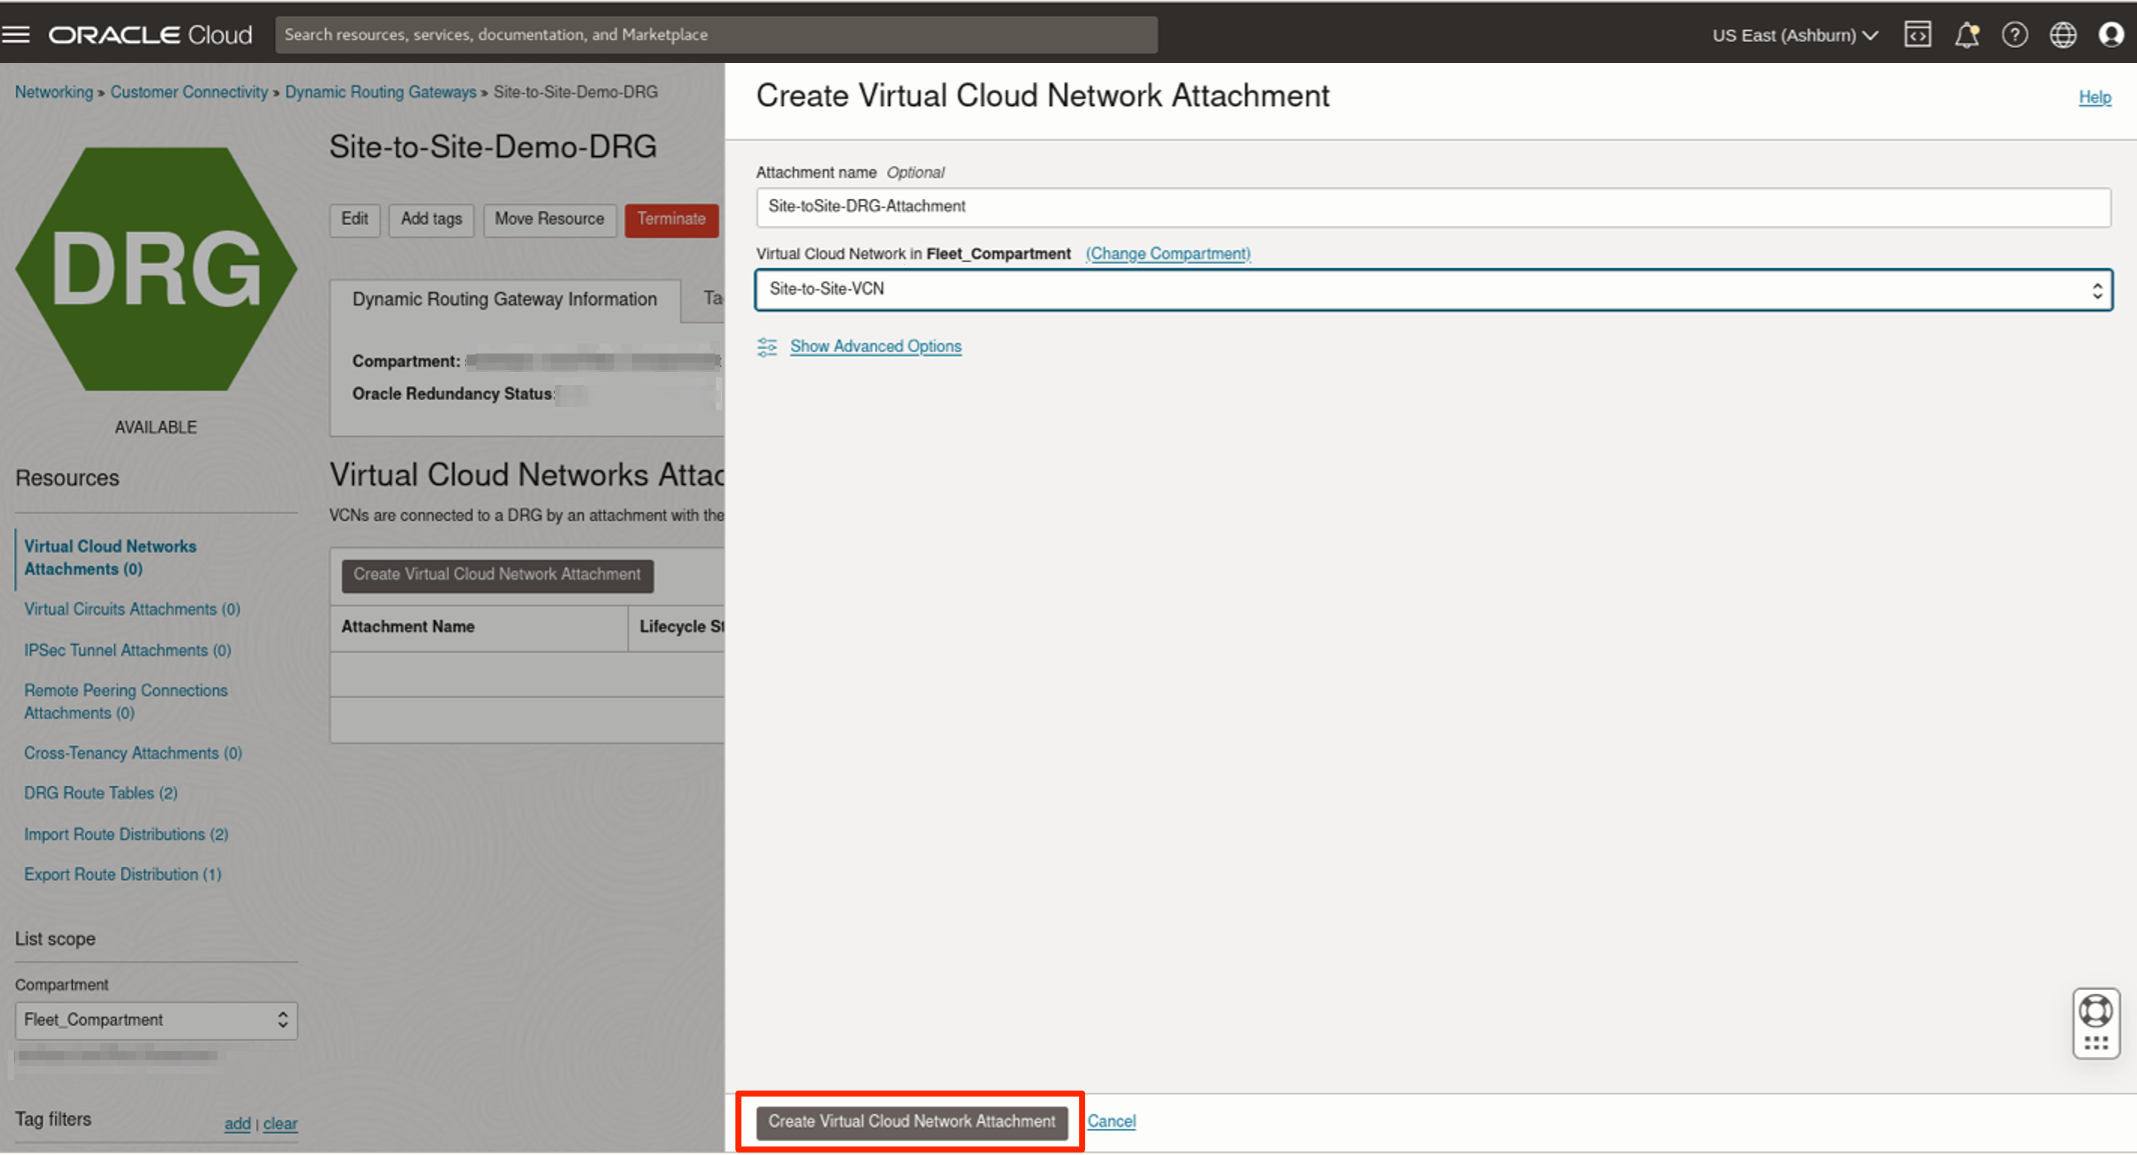 ORACLE Cloud
Search resources, services, documentation, and Marketplace
US East (Ashburn)
Networking » Customer Connectivity » Dynamic Routing Gateways » Site-to-Site-Demo-DRG
DRG
AVAILABLE
Site-to-Site-Demo-DRG
Edit
Add tags
Move Resource
Terminate
Dynamic Routing Gateway Information
Ta
Compartment:
Oracle Redundancy Status:
Resources
Virtual Cloud Networks
Attachments (0)
Virtual Circuits Attachments (0)
IPSec Tunnel Attachments (0)
Remote Peering Connections
Attachments (0)
Cross-Tenancy Attachments (0)
DRG Route Tables (2)
Import Route Distributions (2)
Export Route Distribution (1)
List scope
Compartment
Fleet_Compartment
Tag filters
add | clear
Virtual Cloud Networks Attac
VCNs are connected to a DRG by an attachment with the
Create Virtual Cloud Network Attachment
Attachment Name
Lifecycle St
Create Virtual Cloud Network Attachment
Help
Attachment name Optional
Site-toSite-DRG-Attachment
Virtual Cloud Network in Fleet_Compartment (Change Compartment)
Site-to-Site-VCN
Show Advanced Options
Create Virtual Cloud Network Attachment
Cancel